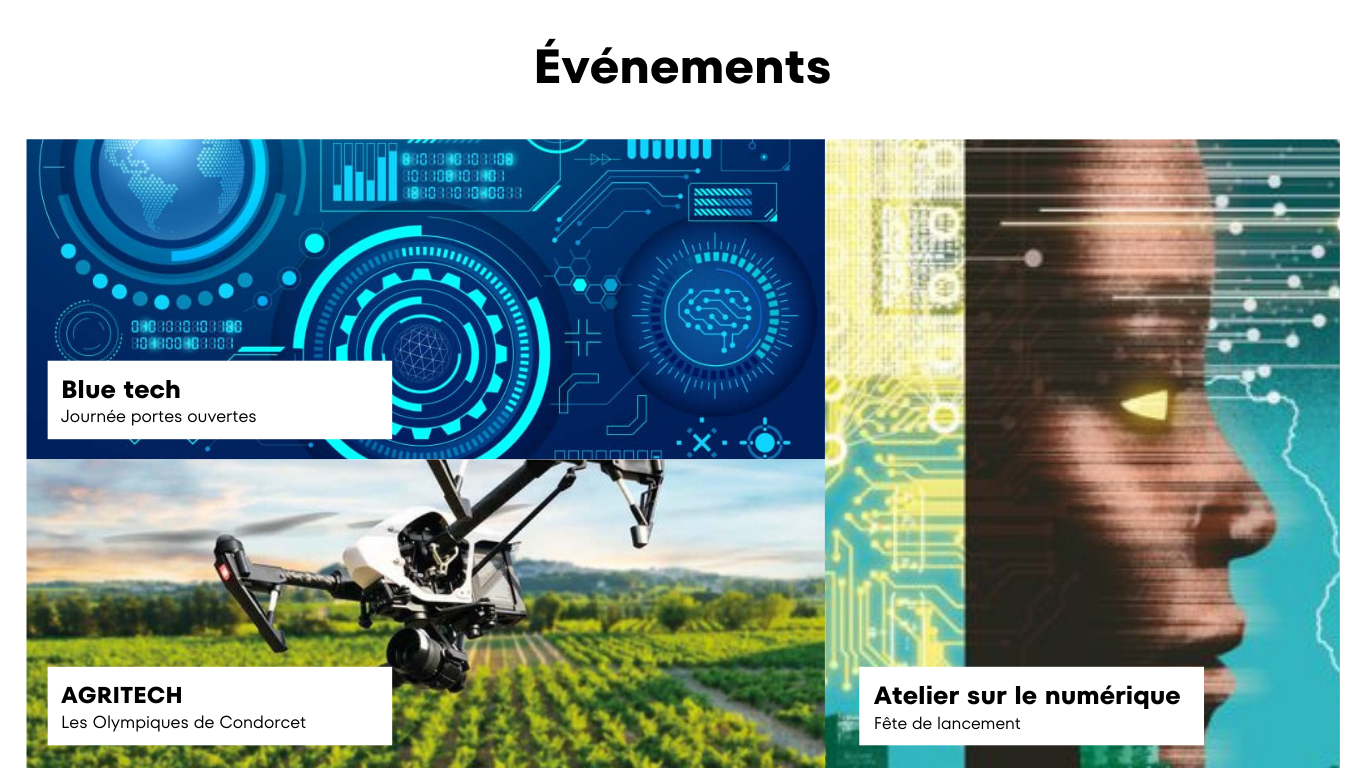 Événements
Blue tech
Journée portes ouvertes
AGRITECH
Les Olympiques de Condorcet
Atelier sur le numérique
Fête de lancement